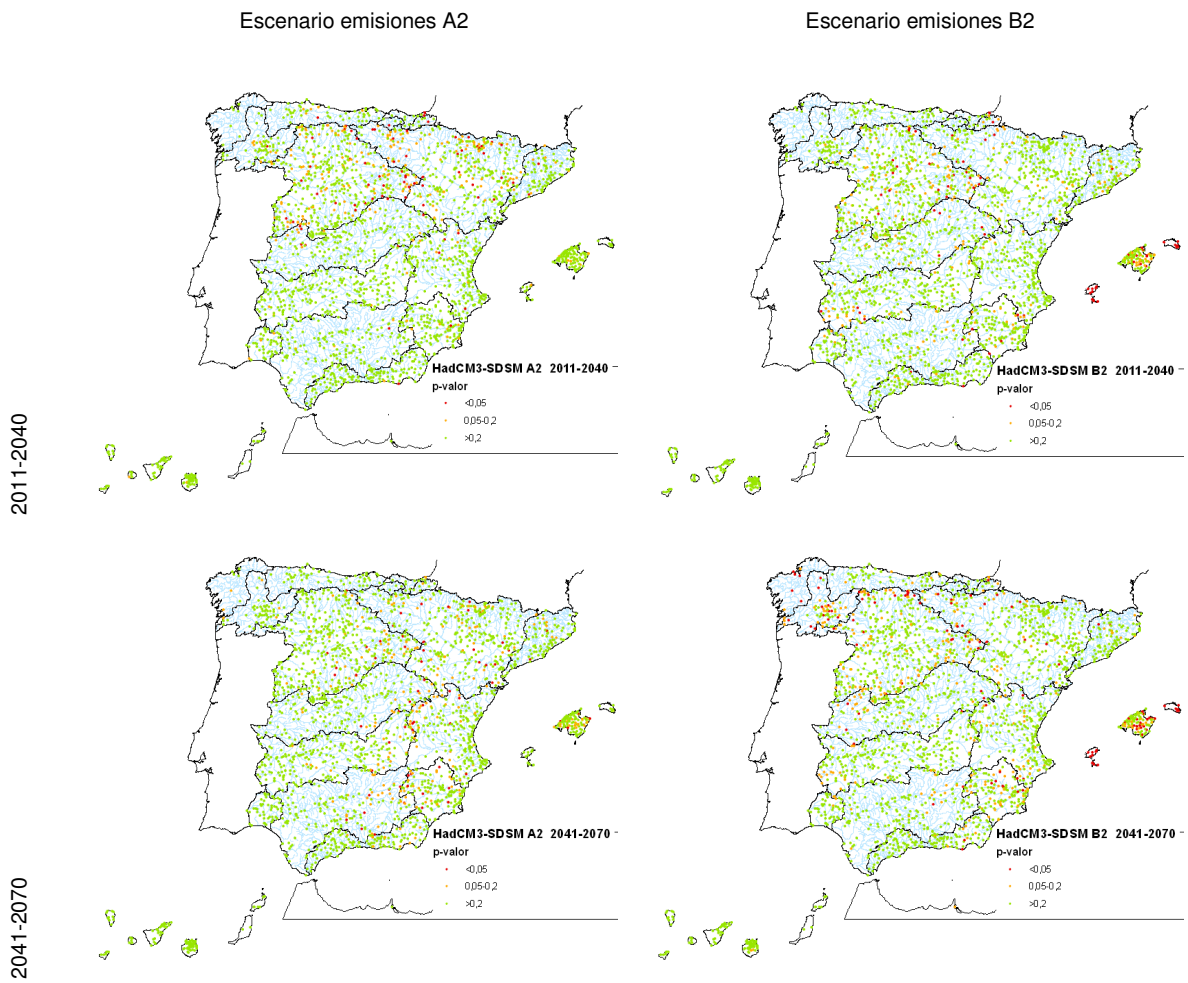 Escenario emisiones A2
Escenario emisiones B2
2011-2040
HadCM3-SDSM A2 2011-2040
p-valor
<0,05
0,05-0,2
>0,2
HadCM3-SDSM B2 2011-2040
p-valor
<0,05
0,05-0,2
>0,2
2041-2070
HadCM3-SDSM A2 2041-2070
p-valor
<0,05
0,05-0,2
>0,2
HadCM3-SDSM B2 2041-2070
p-valor
<0,05
0,05-0,2
>0,2